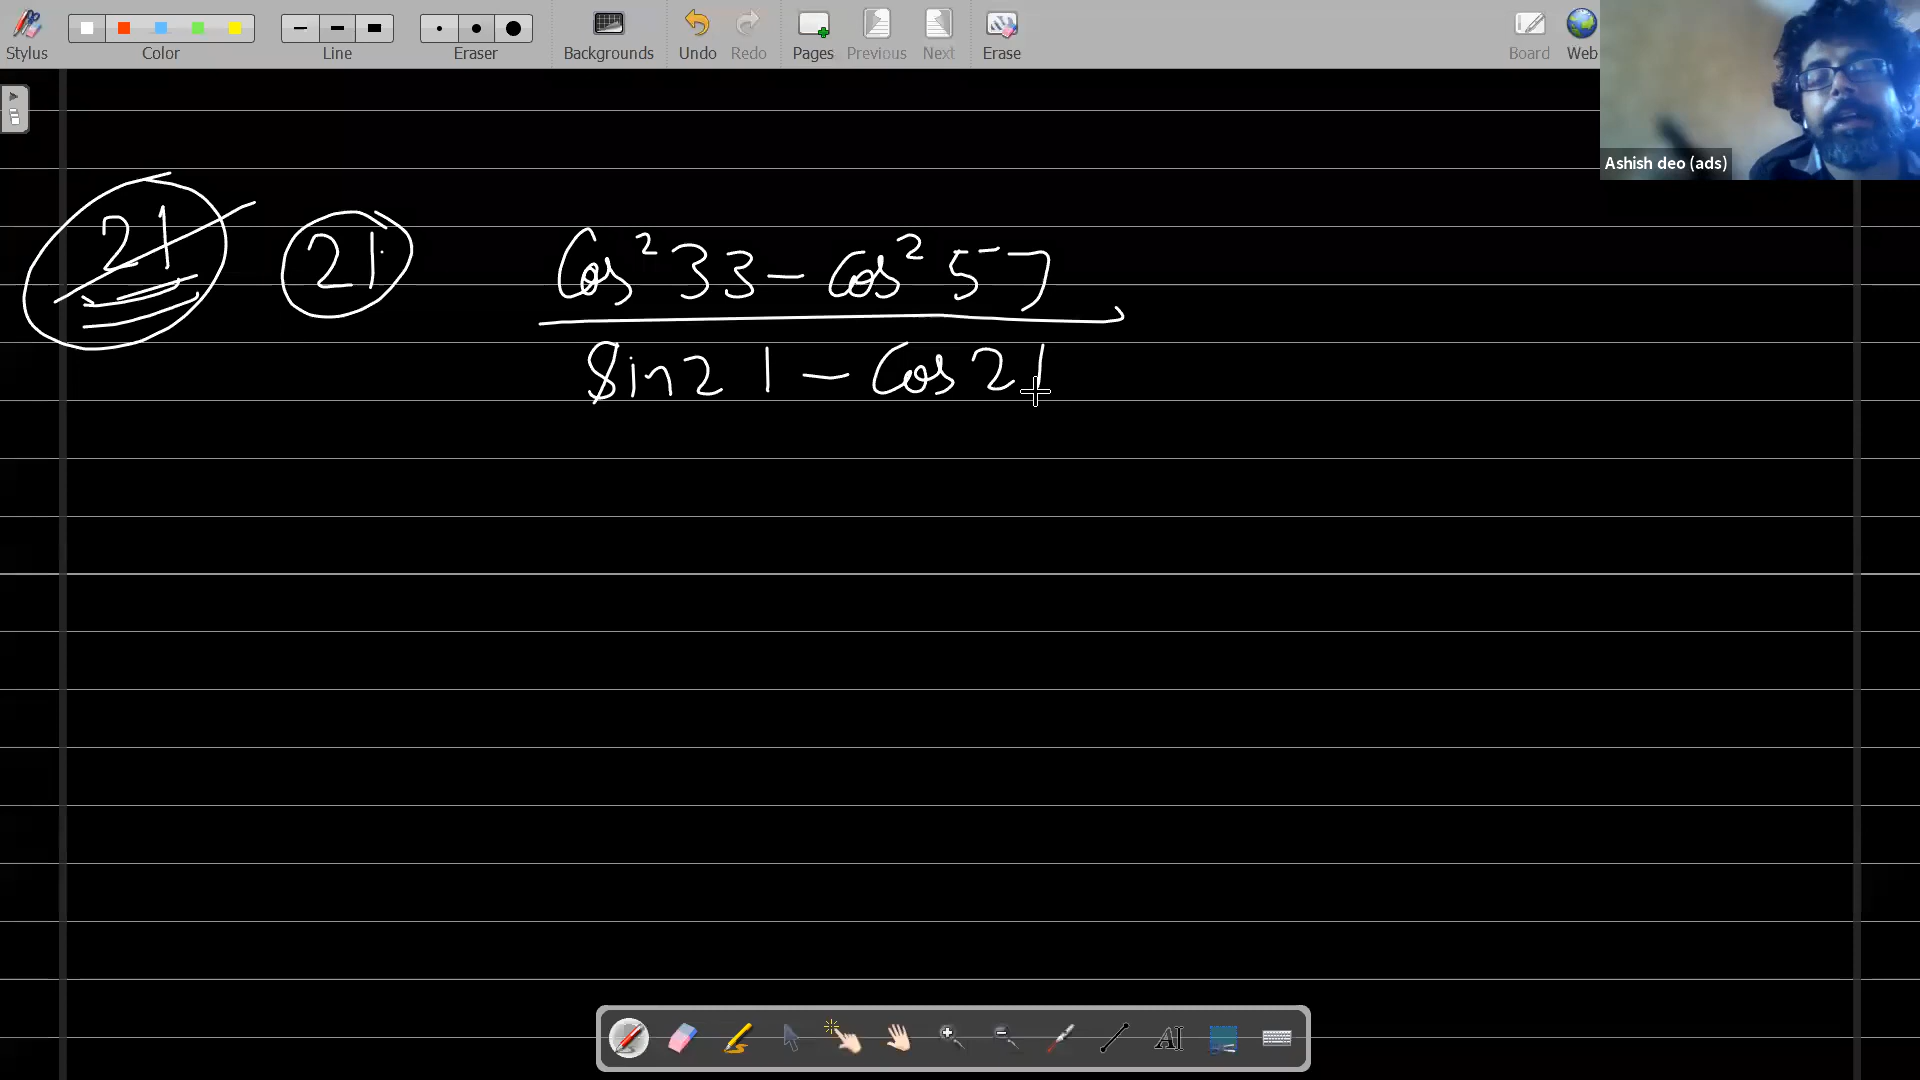 Stylus Color Line Eraser Backgrounds Undo Redo Pages Previous Next Erase Board Web
Ashish deo (ads)
21 21 Cos² 33 - Cos² 57
Sin 21 - Cos 21